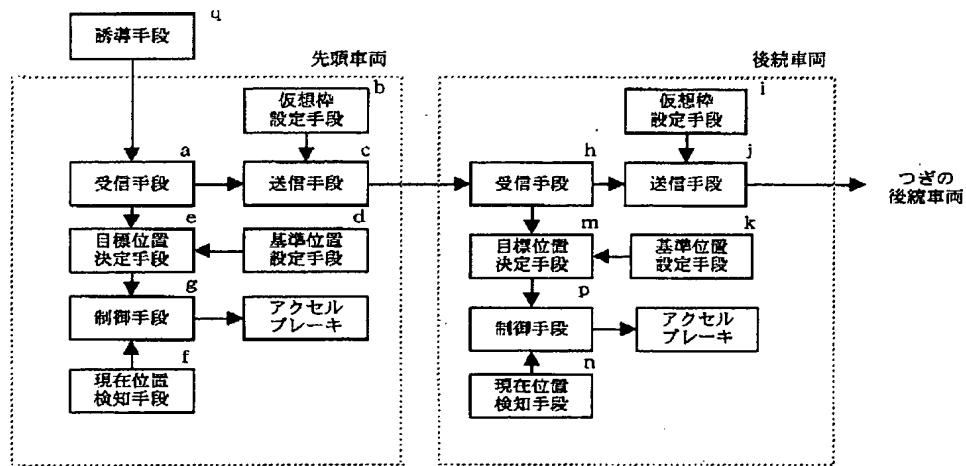 q
誘導手段
先頭車両
後続車両
b
仮想枠
設定手段
i
仮想枠
設定手段
a
受信手段
c
送信手段
h
受信手段
j
送信手段
つぎの
後続車両
e
目標位置
決定手段
d
基準位置
設定手段
m
目標位置
決定手段
k
基準位置
設定手段
g
制御手段
アクセル
ブレーキ
p
制御手段
アクセル
ブレーキ
f
現在位置
検知手段
n
現在位置
検知手段